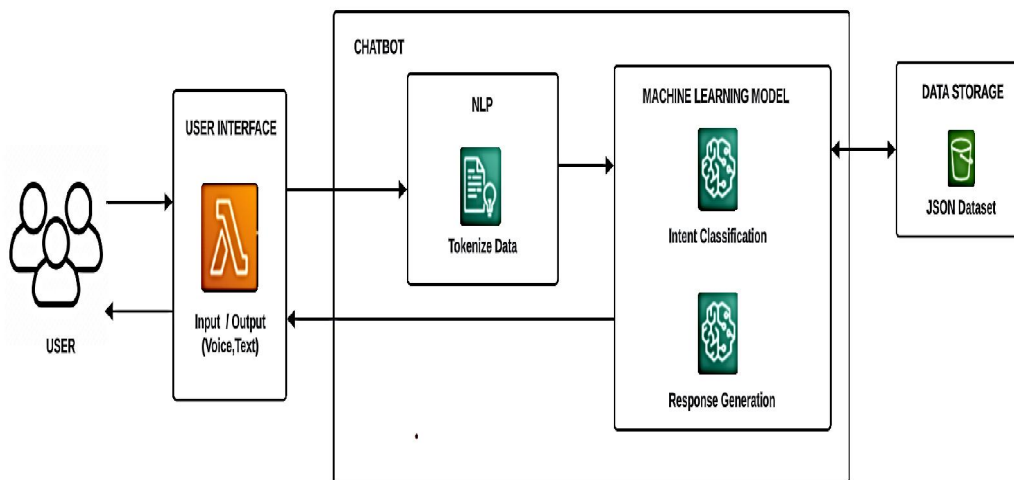 CHATBOT
USER INTERFACE
Input / Output
(Voice,Text)
USER
NLP
Tokenize Data
MACHINE LEARNING MODEL
Intent Classification
Response Generation
DATA STORAGE
JSON Dataset